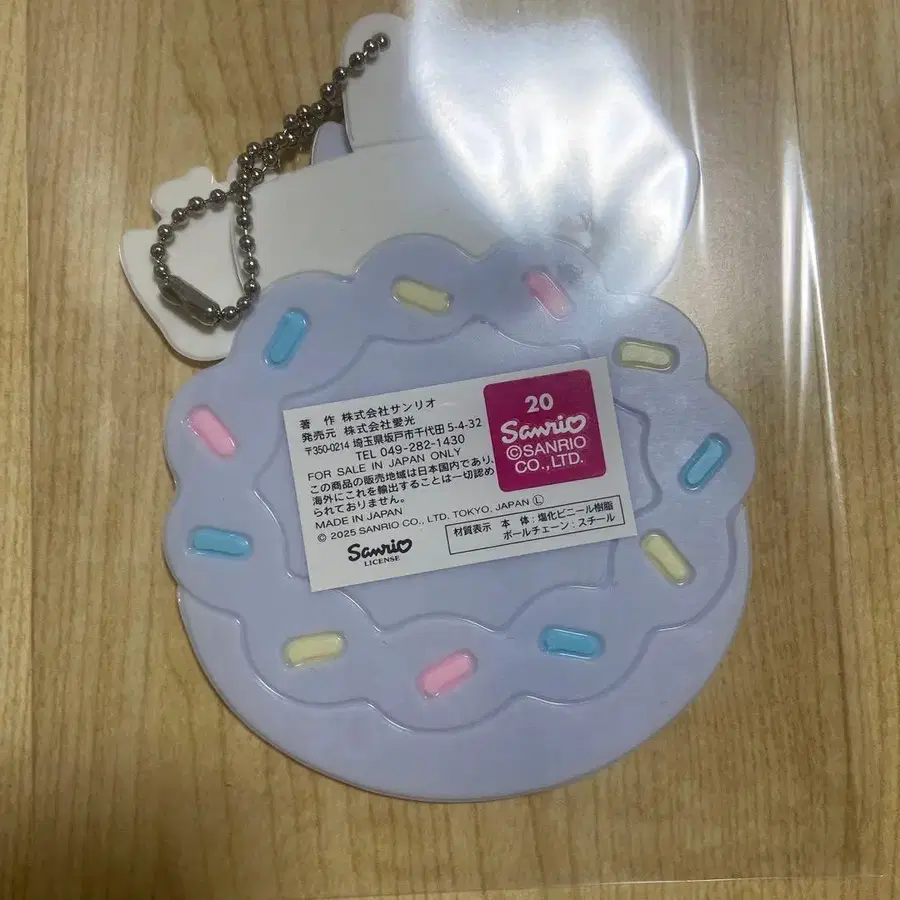 著 作 株式会社サンリオ
発売元 株式会社愛光
〒350-0214 埼玉県坂戸市千代田 5-4-32
TEL 049-282-1430
FOR SALE IN JAPAN ONLY
この商品の販売地域は日本国内であり、
海外にこれを輸出することは一切認め
られておりません。
MADE IN JAPAN
© 2025 SANRIO CO., LTD. TOKYO, JAPAN Ⓛ
Sanrio
LICENSE
材質表示 本 体:塩化ビニール樹脂
ボールチェーン:スチール
20
Sanrio
©SANRIO
CO., LTD.